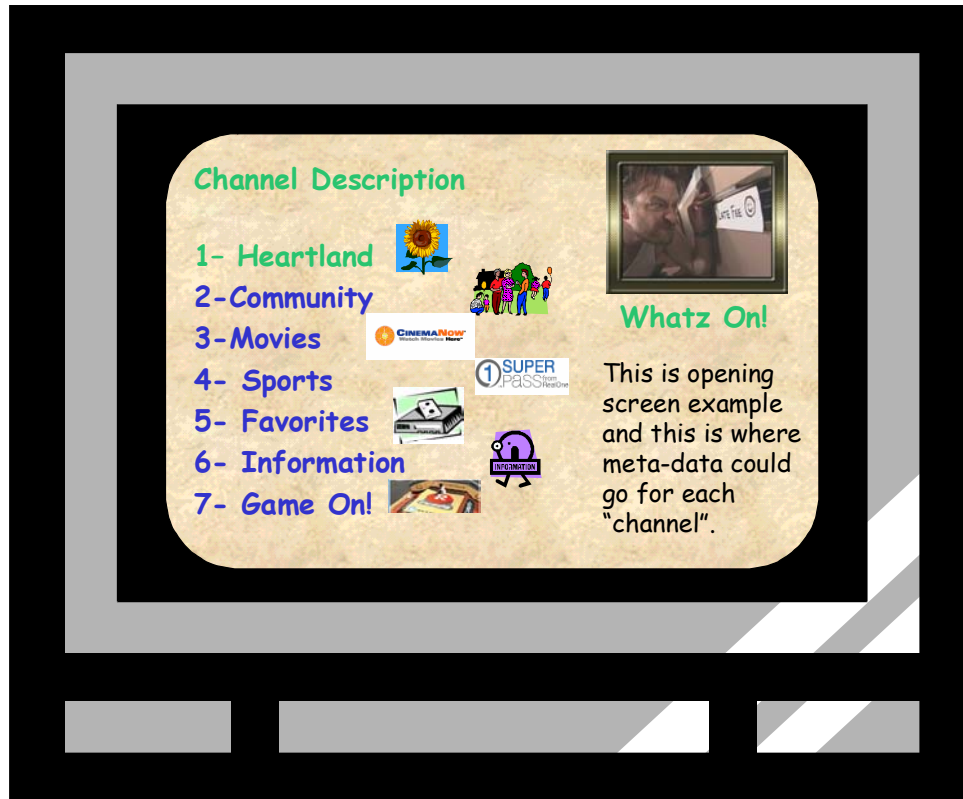 Channel Description
1- Heartland
2-Community
3-Movies
CINEMANOW
Watch Movies Here
4- Sports
1 SUPER
PASS from RealOne
5- Favorites
6- Information
INFORMATION
7- Game On!
LATE FREE
Whatz On!
This is opening
screen example
and this is where
meta-data could
go for each
“channel”.